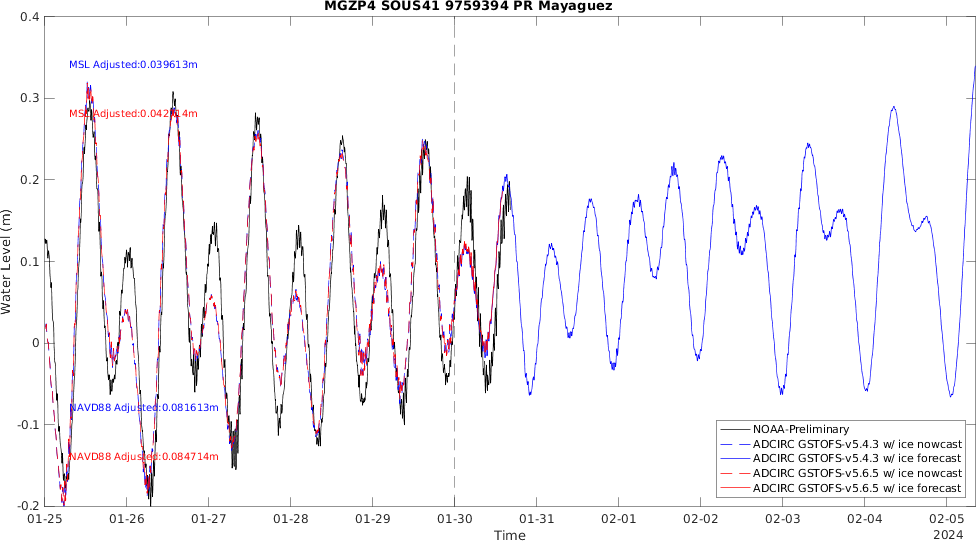 MGZP4 SOUS41 9759394 PR Mayaguez
0.4
0.3
0.2
0.1
0
-0.1
-0.2
Water Level (m)
MSL Adjusted:0.039613m
MSL Adjusted:0.042714m
NAVD88 Adjusted:0.081613m
NAVD88 Adjusted:0.084714m
NOAA-Preliminary
ADCIRC GSTOFS-v5.4.3 w/ ice nowcast
ADCIRC GSTOFS-v5.4.3 w/ ice forecast
ADCIRC GSTOFS-v5.6.5 w/ ice nowcast
ADCIRC GSTOFS-v5.6.5 w/ ice forecast
01-25 01-26 01-27 01-28 01-29 01-30 01-31 02-01 02-02 02-03 02-04 02-05
2024
Time